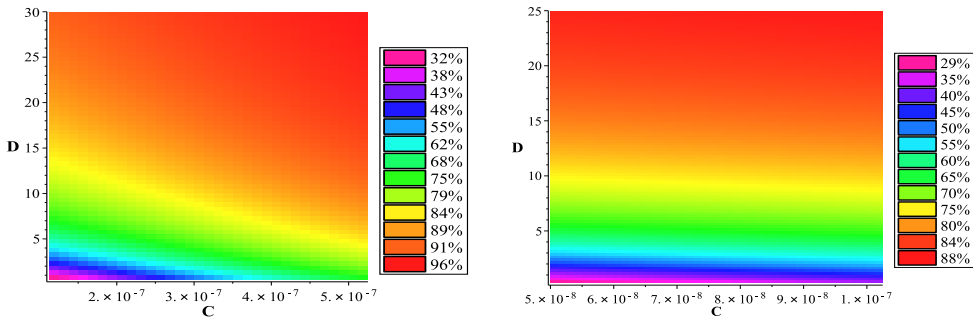 30
25
20
15
10
5
D
2. × 10⁻⁷
3. × 10⁻⁷
4. × 10⁻⁷
5. × 10⁻⁷
C
32%
38%
43%
48%
55%
62%
68%
75%
79%
84%
89%
91%
96%
25
20
15
10
5
0
D
5. × 10⁻⁸
6. × 10⁻⁸
7. × 10⁻⁸
8. × 10⁻⁸
9. × 10⁻⁸
1. × 10⁻⁷
C
29%
35%
40%
45%
50%
55%
60%
65%
70%
75%
80%
84%
88%